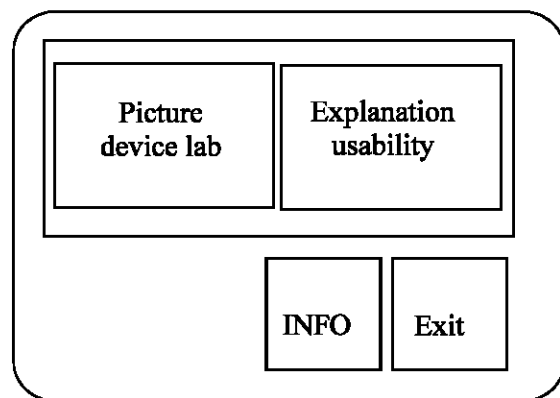 Picture
device lab
Explanation
usability
INFO
Exit